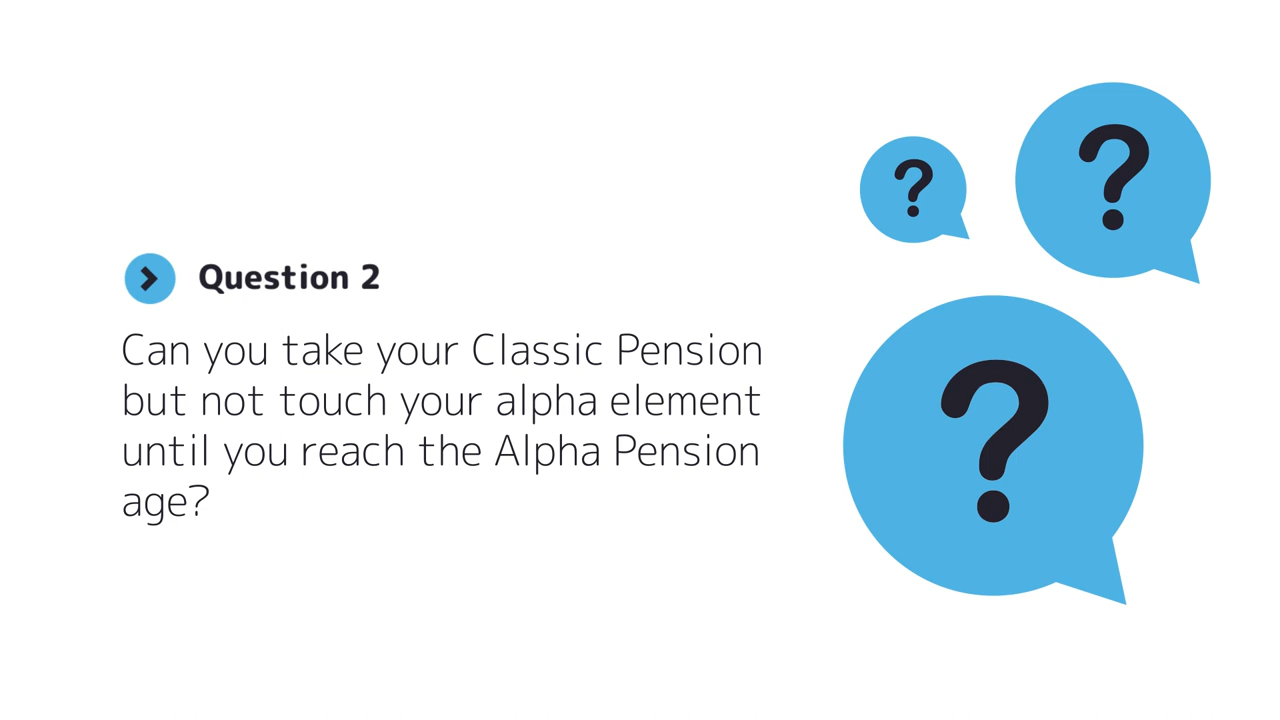 Question 2
Can you take your Classic Pension
but not touch your alpha element
until you reach the Alpha Pension
age?
?
?
?